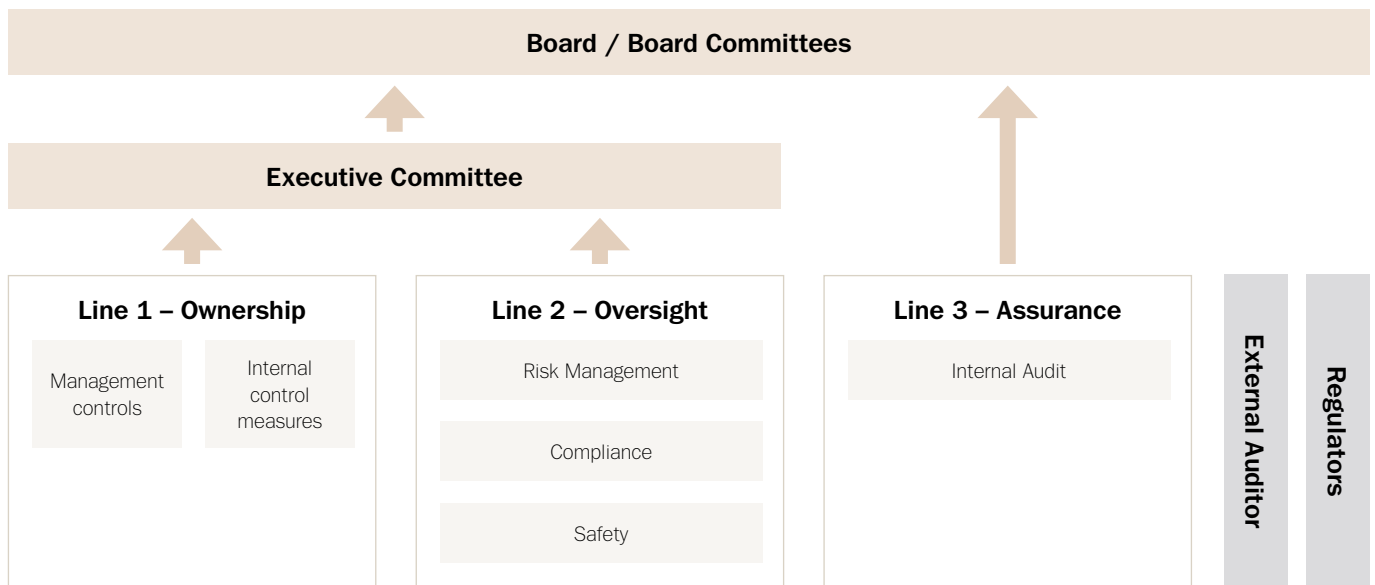 Board / Board Committees
Executive Committee
Line 1 – Ownership
Management
controls
Internal
control
measures
Line 2 – Oversight
Risk Management
Compliance
Safety
Line 3 – Assurance
Internal Audit
External Auditor
Regulators